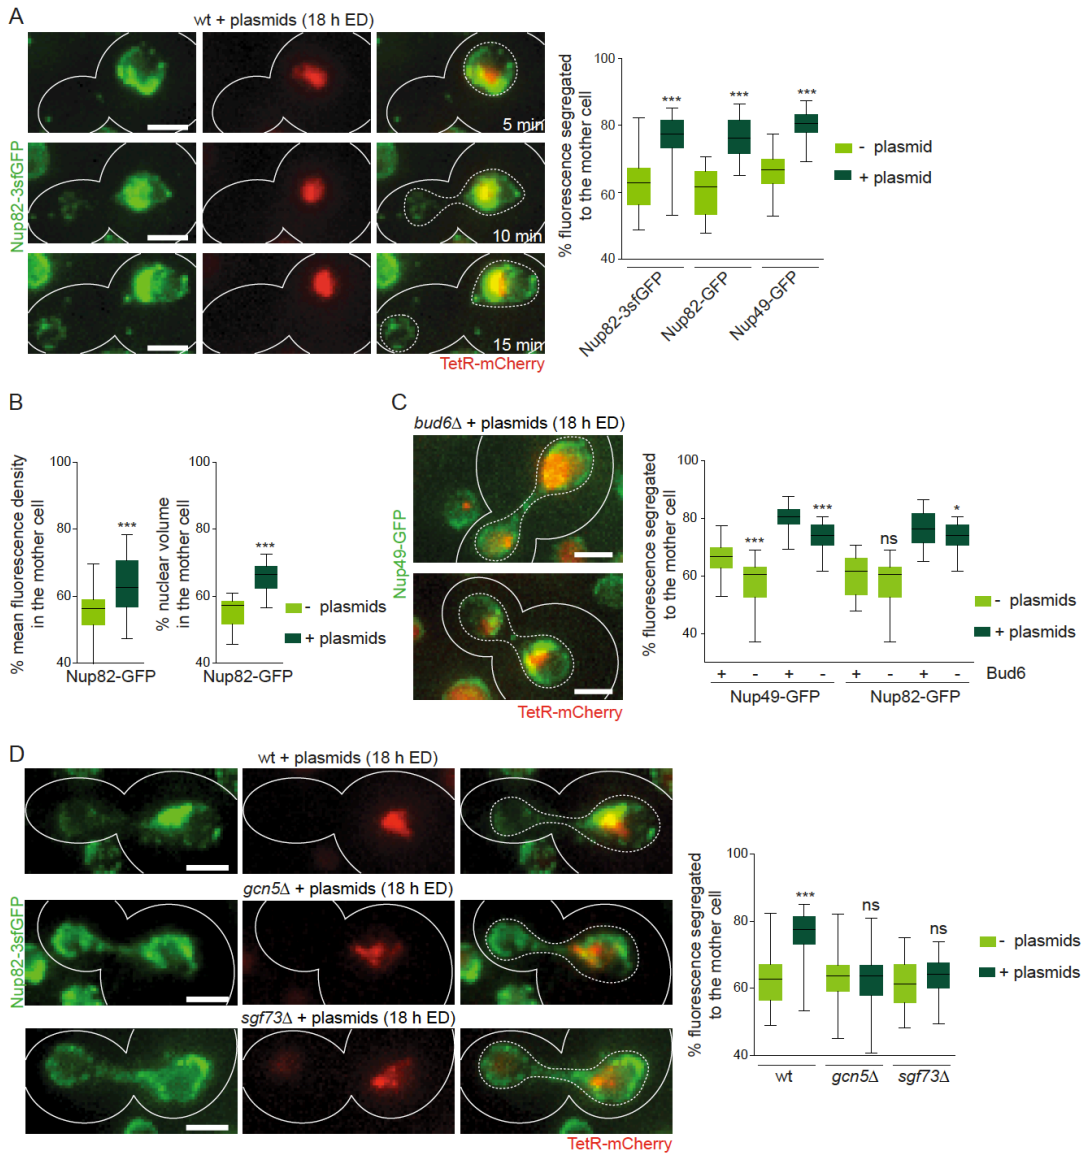 A
wt + plasmids (18 h ED)
Nup82-3sfGFP
5 min
10 min
15 min
TetR-mCherry
% fluorescence segregated
to the mother cell
100
80
60
40
***
***
***
- plasmid
+ plasmid
Nup82-3sfGFP
Nup82-GFP
Nup49-GFP
B
% mean fluorescence density
in the mother cell
100
80
60
40
***
Nup82-GFP
% nuclear volume
in the mother cell
100
80
60
40
***
Nup82-GFP
- plasmids
+ plasmids
C
bud6Δ + plasmids (18 h ED)
Nup49-GFP
TetR-mCherry
% fluorescence segregated
to the mother cell
100
80
60
40
***
***
ns
*
- plasmids
+ plasmids
+ - + - + - + - Bud6
Nup49-GFP Nup82-GFP
D
wt + plasmids (18 h ED)
gcn5Δ + plasmids (18 h ED)
sgf73Δ + plasmids (18 h ED)
Nup82-3sfGFP
TetR-mCherry
% fluorescence segregated
to the mother cell
100
80
60
40
***
ns
ns
- plasmids
+ plasmids
wt gcn5Δ sgf73Δ